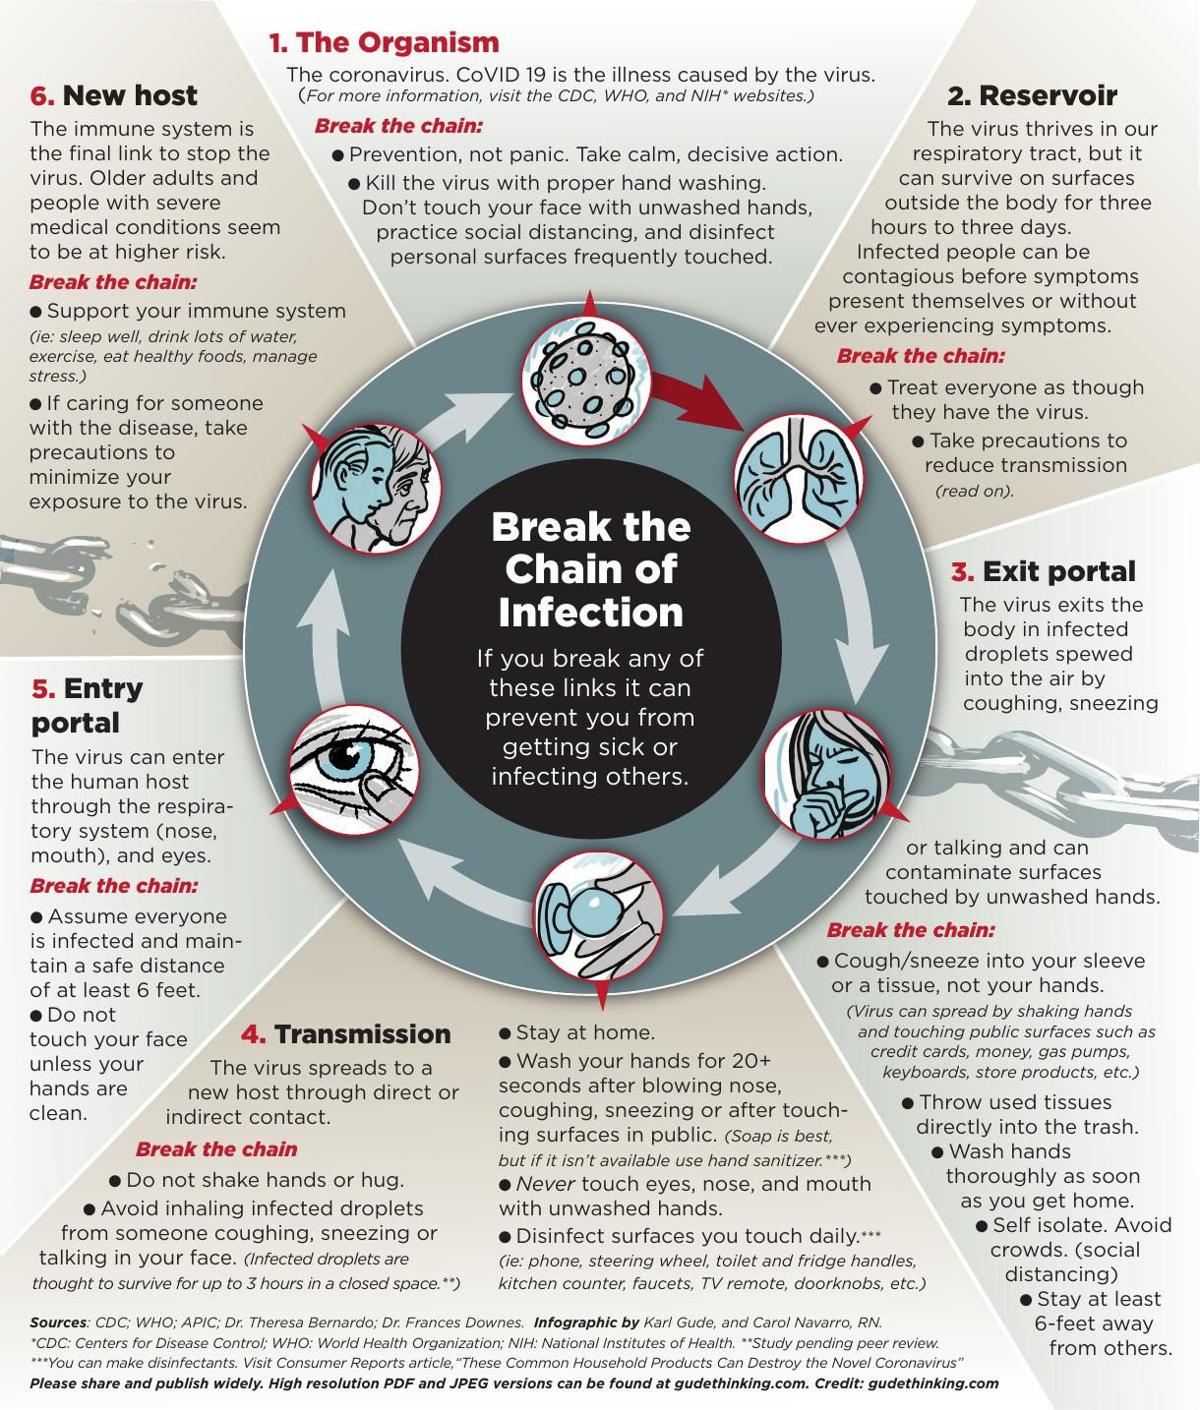 1. The Organism
The coronavirus. CoVID 19 is the illness caused by the virus.
(For more information, visit the CDC, WHO, and NIH* websites.)
Break the chain:
● Prevention, not panic. Take calm, decisive action.
● Kill the virus with proper hand washing.
Don't touch your face with unwashed hands,
practice social distancing, and disinfect
personal surfaces frequently touched.
2. Reservoir
The virus thrives in our
respiratory tract, but it
can survive on surfaces
outside the body for three
hours to three days.
Infected people can be
contagious before symptoms
present themselves or without
ever experiencing symptoms.
Break the chain:
● Treat everyone as though
they have the virus.
● Take precautions to
reduce transmission
(read on).
3. Exit portal
The virus exits the
body in infected
droplets spewed
into the air by
coughing, sneezing
or talking and can
contaminate surfaces
touched by unwashed hands.
Break the chain:
● Cough/sneeze into your sleeve
or a tissue, not your hands.
(Virus can spread by shaking hands
and touching public surfaces such as
credit cards, money, gas pumps,
keyboards, store products, etc.)
● Throw used tissues
directly into the trash.
● Wash hands
thoroughly as soon
as you get home.
● Self isolate. Avoid
crowds. (social
distancing)
● Stay at least
6-feet away
from others.
4. Transmission
The virus spreads to a
new host through direct or
indirect contact.
Break the chain
● Do not shake hands or hug.
● Avoid inhaling infected droplets
from someone coughing, sneezing or
talking in your face. (Infected droplets are
thought to survive for up to 3 hours in a closed space.**)
● Stay at home.
● Wash your hands for 20+
seconds after blowing nose,
coughing, sneezing or after touch-
ing surfaces in public. (Soap is best,
but if it isn't available use hand sanitizer.***)
● Never touch eyes, nose, and mouth
with unwashed hands.
● Disinfect surfaces you touch daily.***
(ie: phone, steering wheel, toilet and fridge handles,
kitchen counter, faucets, TV remote, doorknobs, etc.)
5. Entry
portal
The virus can enter
the human host
through the respira-
tory system (nose,
mouth), and eyes.
Break the chain:
● Assume everyone
is infected and main-
tain a safe distance
of at least 6 feet.
● Do not
touch your face
unless your
hands are
clean.
6. New host
The immune system is
the final link to stop the
virus. Older adults and
people with severe
medical conditions seem
to be at higher risk.
Break the chain:
● Support your immune system
(ie: sleep well, drink lots of water,
exercise, eat healthy foods, manage
stress.)
● If caring for someone
with the disease, take
precautions to
minimize your
exposure to the virus.
Break the
Chain of
Infection
If you break any of
these links it can
prevent you from
getting sick or
infecting others.
Sources: CDC; WHO; APIC; Dr. Theresa Bernardo; Dr. Frances Downes. Infographic by Karl Gude, and Carol Navarro, RN.
*CDC: Centers for Disease Control; WHO: World Health Organization; NIH: National Institutes of Health. **Study pending peer review.
***You can make disinfectants. Visit Consumer Reports article,"These Common Household Products Can Destroy the Novel Coronavirus"
Please share and publish widely. High resolution PDF and JPEG versions can be found at gudethinking.com. Credit: gudethinking.com